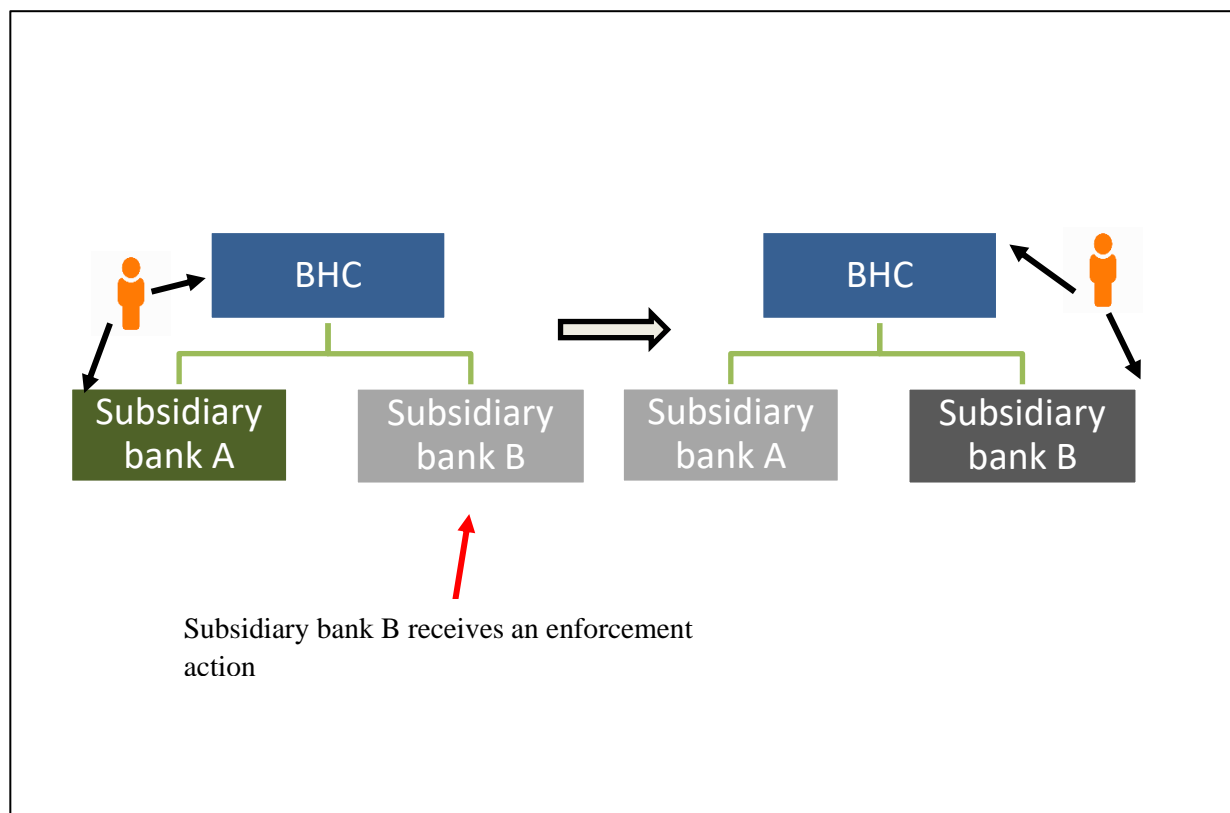 BHC
BHC
Subsidiary
bank A
Subsidiary
bank B
Subsidiary
bank A
Subsidiary
bank B
Subsidiary bank B receives an enforcement
action